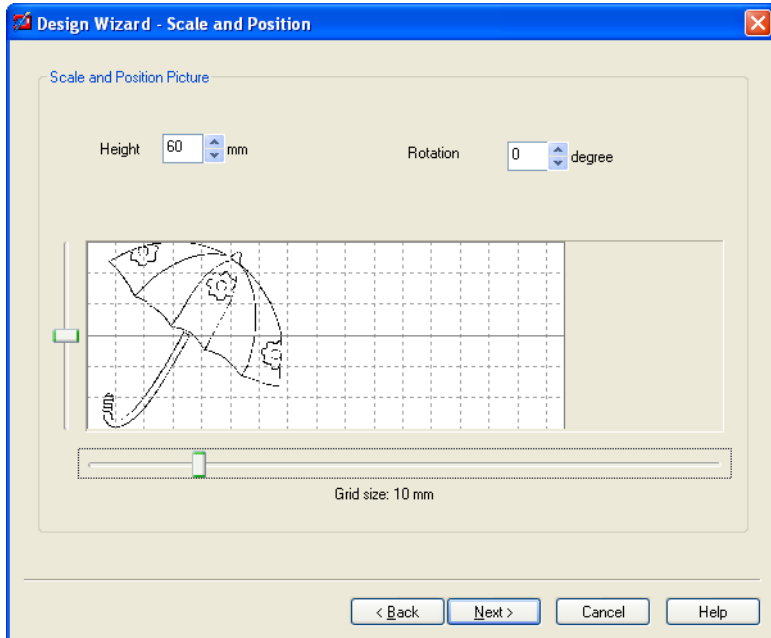 Design Wizard - Scale and Position
Scale and Position Picture
Height 60 mm Rotation 0 degree
Grid size: 10 mm
< Back Next > Cancel Help